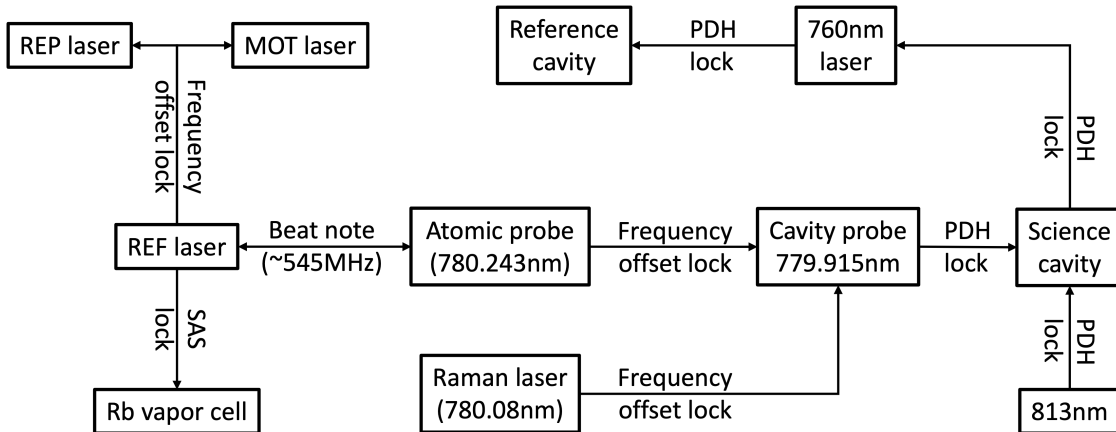 REP laser
MOT laser
Frequency
offset lock
Reference
cavity
PDH
lock
760nm
laser
PDH
lock
REF laser
Beat note
(~545MHz)
Atomic probe
(780.243nm)
Frequency
offset lock
Cavity probe
779.915nm
PDH
lock
Science
cavity
SAS
lock
Rb vapor cell
Raman laser
(780.08nm)
Frequency
offset lock
PDH
lock
813nm